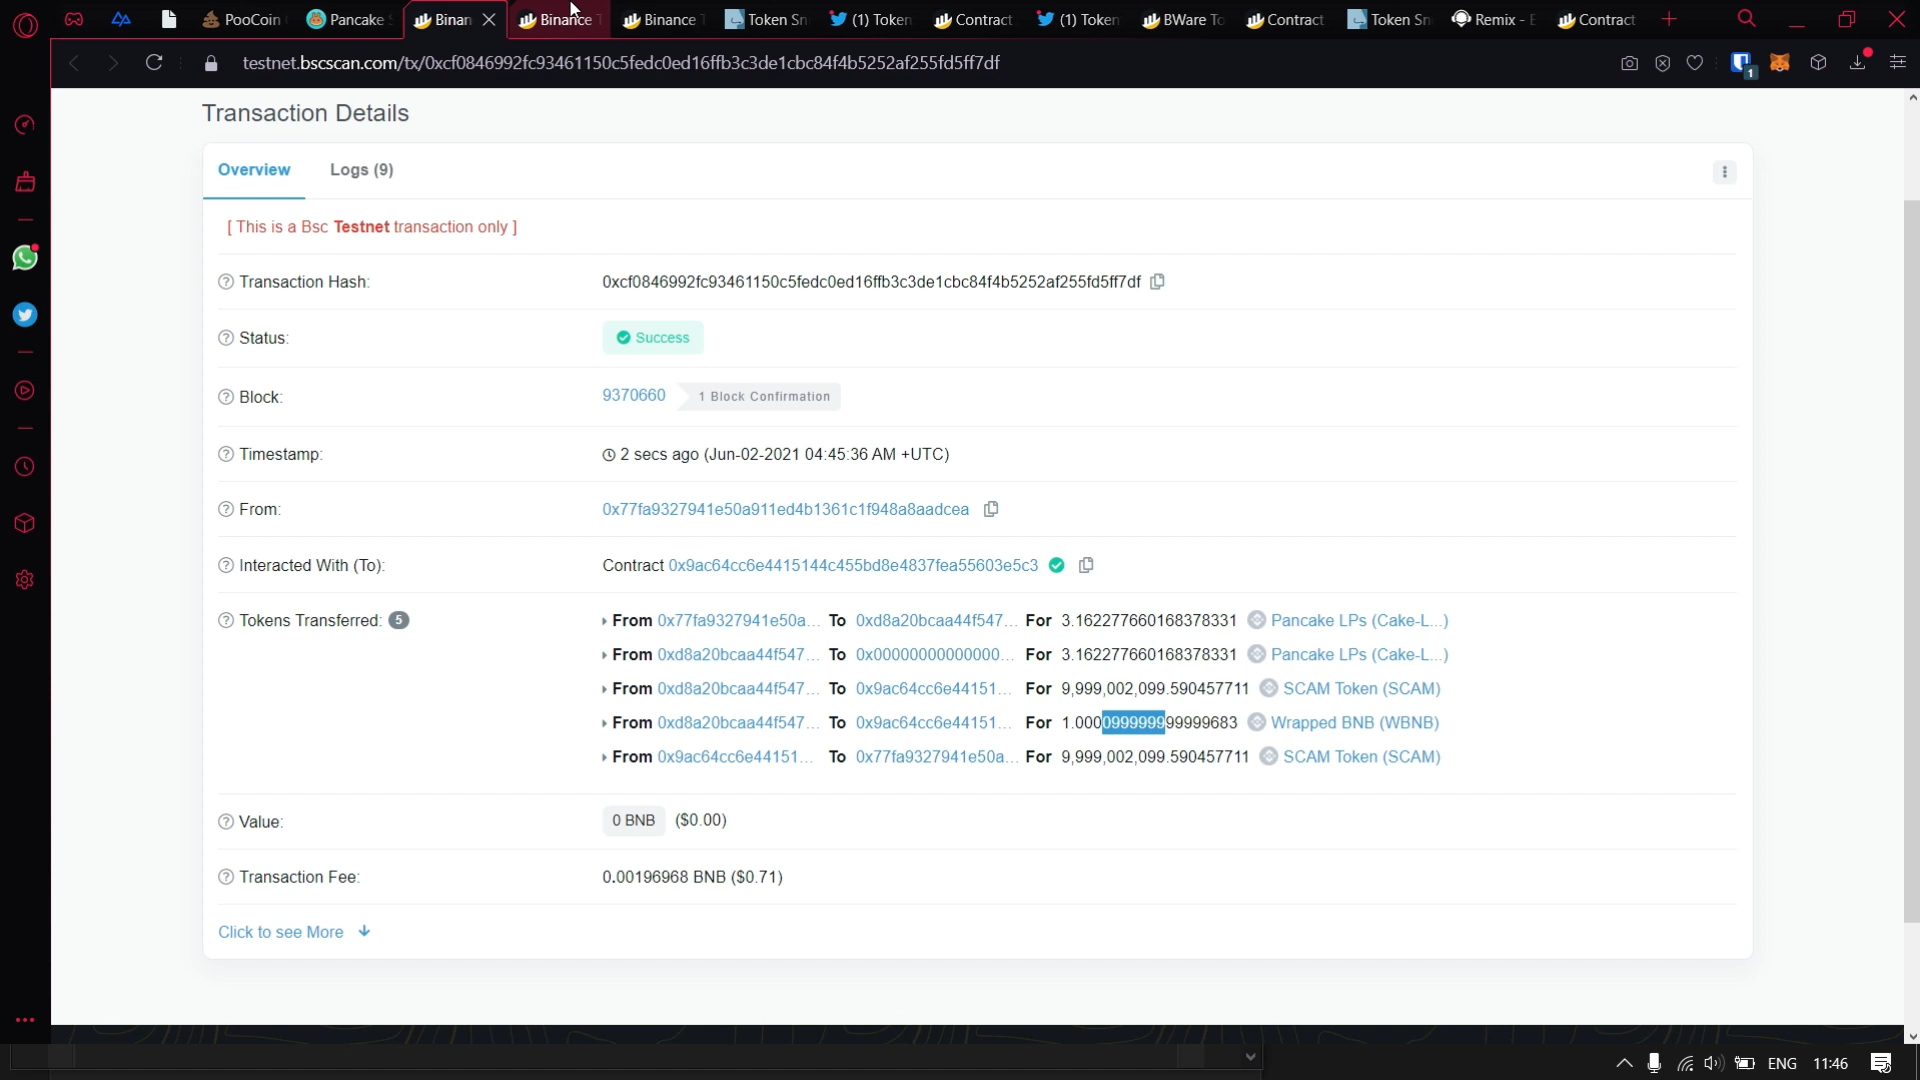 PooCoin
Pancake
Binan
Binance T
Binance T
Token Sn
(1) Token
Contract
(1) Token
BWare To
Contract
Token Sn
Remix - E
Contract
testnet.bscscan.com/tx/0xcf0846992fc93461150c5fedc0ed16ffb3c3de1cbc84f4b5252af255fd5ff7df
1
Transaction Details
Overview
Logs (9)
[ This is a Bsc Testnet transaction only ]
Transaction Hash:
0xcf0846992fc93461150c5fedc0ed16ffb3c3de1cbc84f4b5252af255fd5ff7df
Status:
Success
Block:
9370660
1 Block Confirmation
Timestamp:
2 secs ago (Jun-02-2021 04:45:36 AM +UTC)
From:
0x77fa9327941e50a911ed4b1361c1f948a8aadcea
Interacted With (To):
Contract 0x9ac64cc6e4415144c455bd8e4837fea55603e5c3
Tokens Transferred: 5
From 0x77fa9327941e50a... To 0xd8a20bcaa44f547... For 3.162277660168378331 Pancake LPs (Cake-L...)
From 0xd8a20bcaa44f547... To 0x00000000000000... For 3.162277660168378331 Pancake LPs (Cake-L...)
From 0xd8a20bcaa44f547... To 0x9ac64cc6e44151... For 9,999,002,099.590457711 SCAM Token (SCAM)
From 0xd8a20bcaa44f547... To 0x9ac64cc6e44151... For 1.000099999999999683 Wrapped BNB (WBNB)
From 0x9ac64cc6e44151... To 0x77fa9327941e50a... For 9,999,002,099.590457711 SCAM Token (SCAM)
Value:
0 BNB ($0.00)
Transaction Fee:
0.00196968 BNB ($0.71)
Click to see More
ENG
11:46